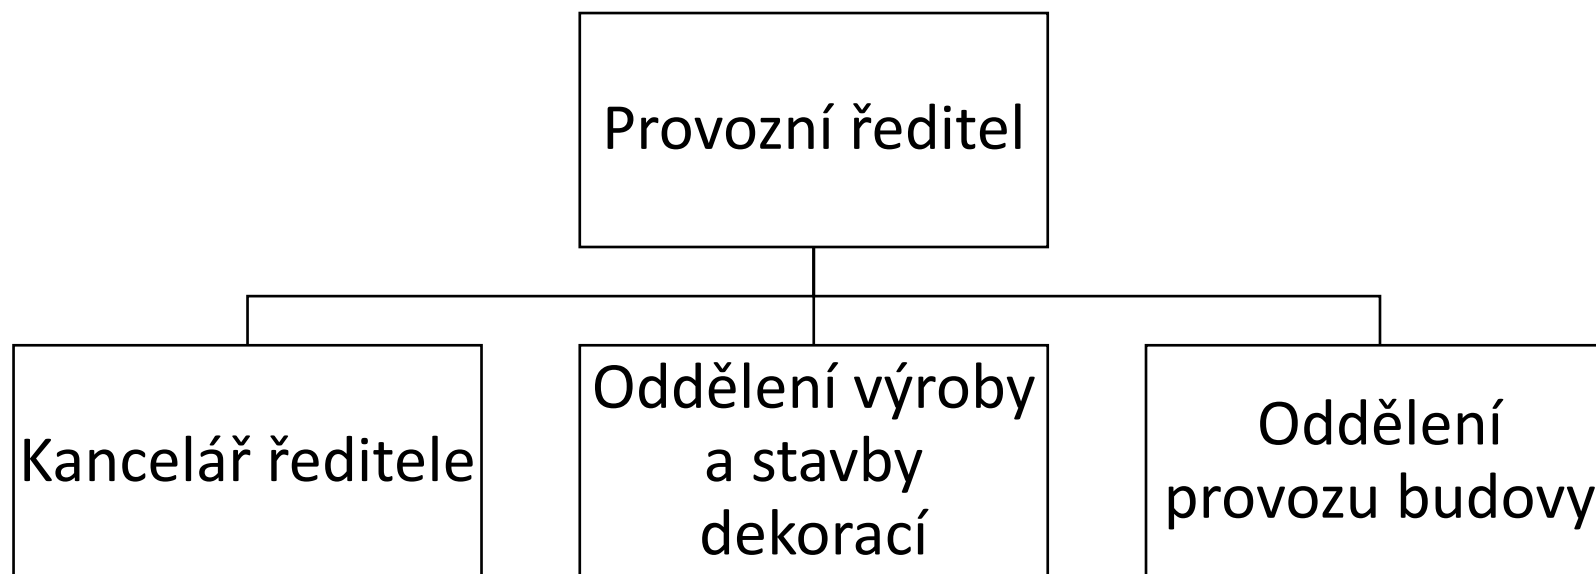 Provozní ředitel
Kancelář ředitele
Oddělení výroby
a stavby
dekorací
Oddělení
provozu budovy